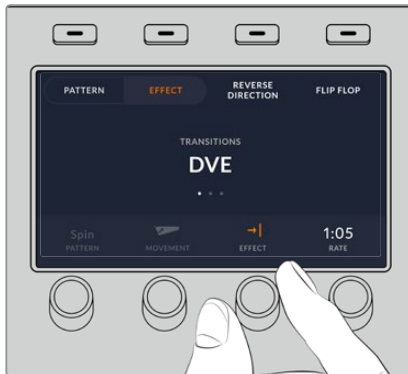 PATTERN
EFFECT
REVERSE
DIRECTION
FLIP FLOP
TRANSITIONS
DVE
Spin
PATTERN
MOVEMENT
EFFECT
1:05
RATE